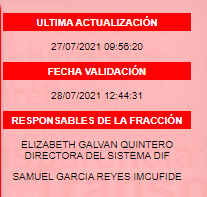 ULTIMA ACTUALIZACIÓN
27/07/2021 09:56:20
FECHA VALIDACIÓN
28/07/2021 12:44:31
RESPONSABLES DE LA FRACCIÓN
ELIZABETH GALVAN QUINTERO
DIRECTORA DEL SISTEMA DIF
SAMUEL GARCIA REYES IMCUFIDE